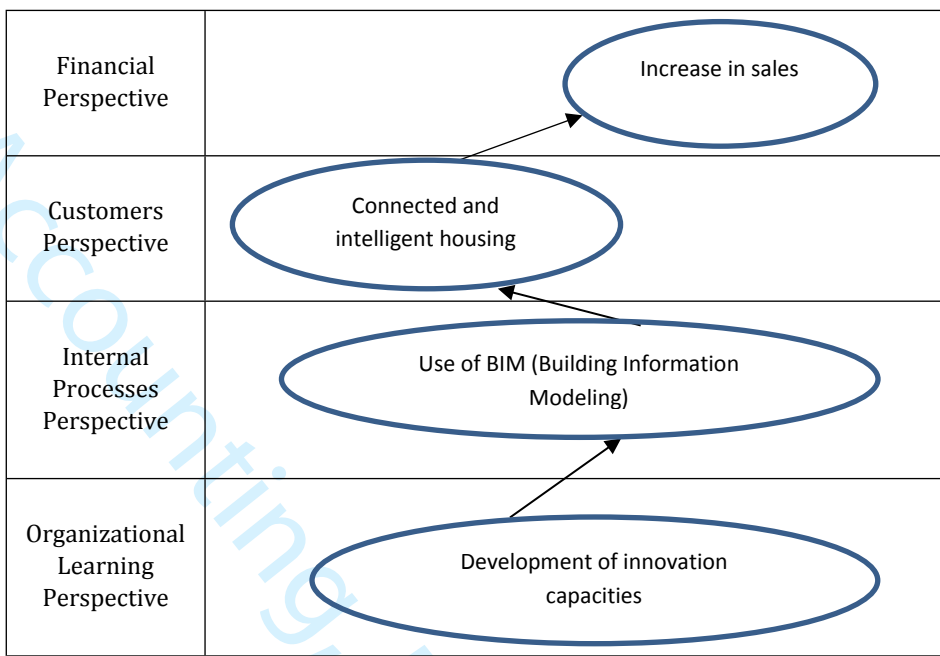 Financial
Perspective
Increase in sales
Customers
Perspective
Connected and
intelligent housing
Internal
Processes
Perspective
Use of BIM (Building Information
Modeling)
Organizational
Learning
Perspective
Development of innovation
capacities
Accounting,